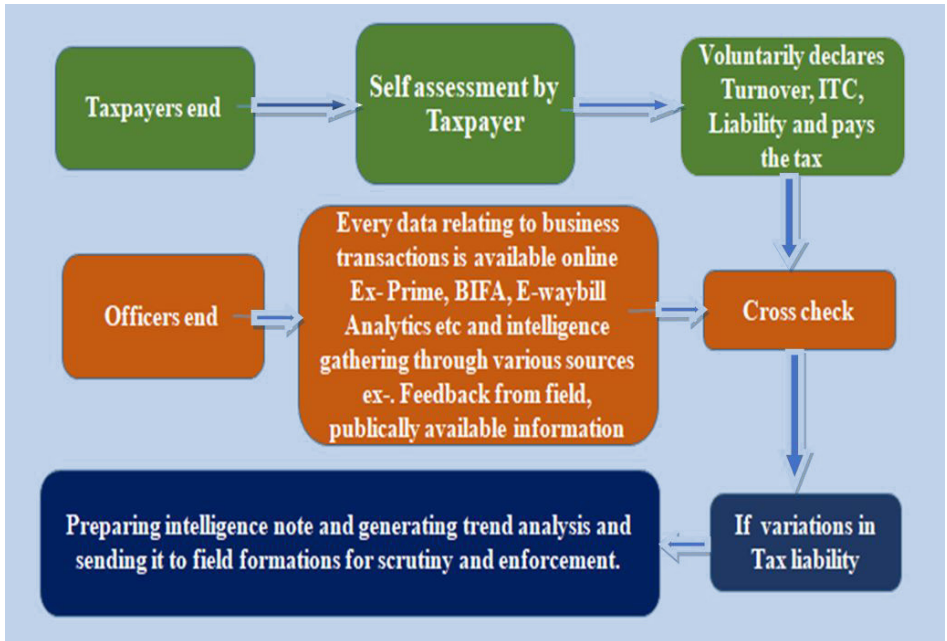 Taxpayers end
Self assessment by
Taxpayer
Voluntarily declares
Turnover, ITC,
Liability and pays
the tax
Officers end
Every data relating to business
transactions is available online
Ex- Prime, BIFA, E-waybill
Analytics etc and intelligence
gathering through various sources
ex-. Feedback from field,
publically available information
Cross check
Preparing intelligence note and generating trend analysis and
sending it to field formations for scrutiny and enforcement.
If variations in
Tax liability